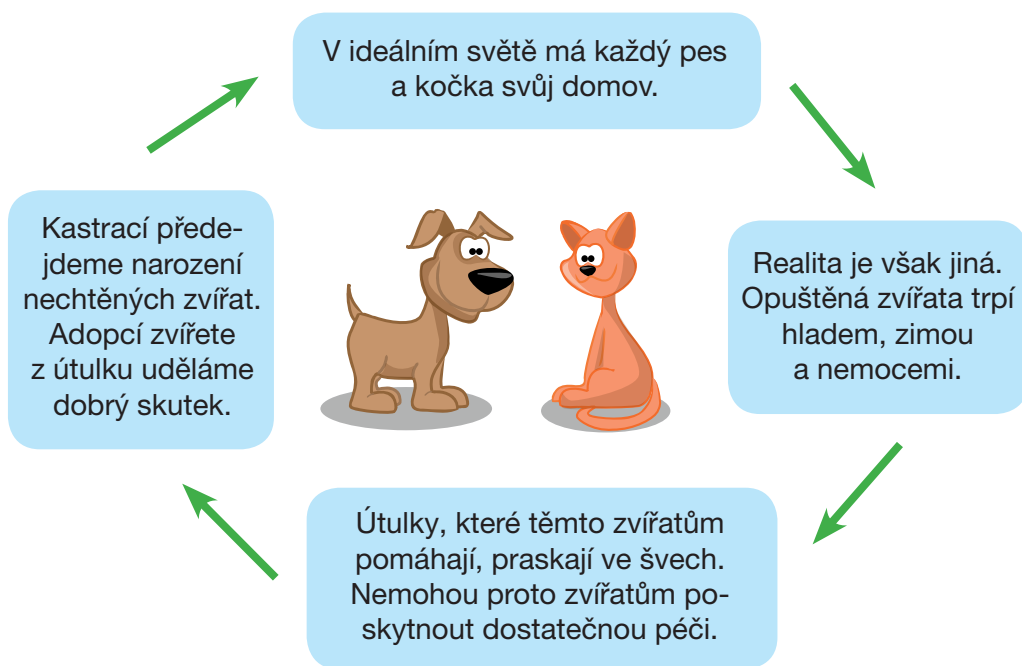 V ideálním světě má každý pes
a kočka svůj domov.
Realita je však jiná.
Opuštěná zvířata trpí
hladem, zimou
a nemocemi.
Útulky, které těmto zvířatům
pomáhají, praskají ve švech.
Nemohou proto zvířatům po-
skytnout dostatečnou péči.
Kastrací přede-
jdeme narození
nechtěných zvířat.
Adopcí zvířete
z útulku uděláme
dobrý skutek.